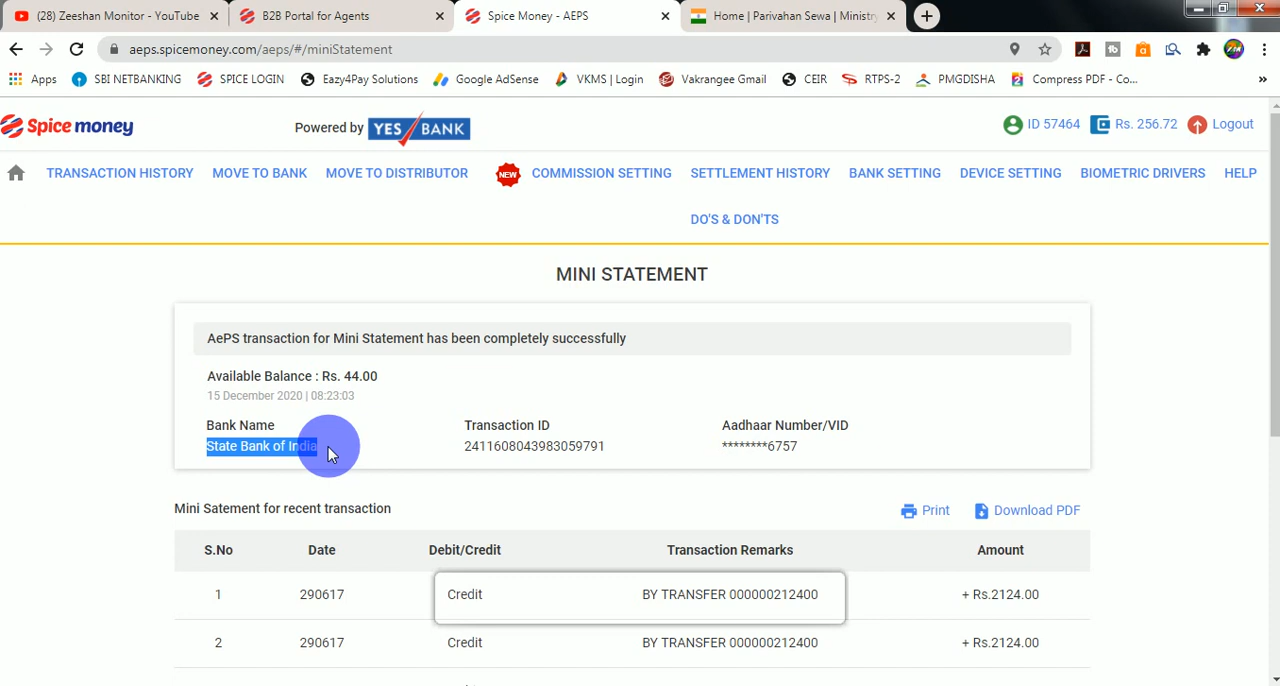 (28) Zeeshan Monitor - YouTube
B2B Portal for Agents
Spice Money - AEPS
Home | Parivahan Sewa | Ministry
aeps.spicemoney.com/aeps/#/miniStatement
Apps SBI NETBANKING SPICE LOGIN Eazy4Pay Solutions Google AdSense VKMS | Login Vakrangee Gmail CEIR RTPS-2 PMGDISHA Compress PDF - Co... »
Spice money Powered by YES BANK ID 57464 Rs. 256.72 Logout
TRANSACTION HISTORY MOVE TO BANK MOVE TO DISTRIBUTOR NEW COMMISSION SETTING SETTLEMENT HISTORY BANK SETTING DEVICE SETTING BIOMETRIC DRIVERS HELP
DO'S & DON'TS
MINI STATEMENT
AePS transaction for Mini Statement has been completely successfully
Available Balance : Rs. 44.00
15 December 2020 | 08:23:03
Bank Name Transaction ID Aadhaar Number/VID
State Bank of India 2411608043983059791 ********6757
Mini Satement for recent transaction Print Download PDF
S.No Date Debit/Credit Transaction Remarks Amount
1 290617 Credit BY TRANSFER 000000212400 + Rs.2124.00
2 290617 Credit BY TRANSFER 000000212400 + Rs.2124.00